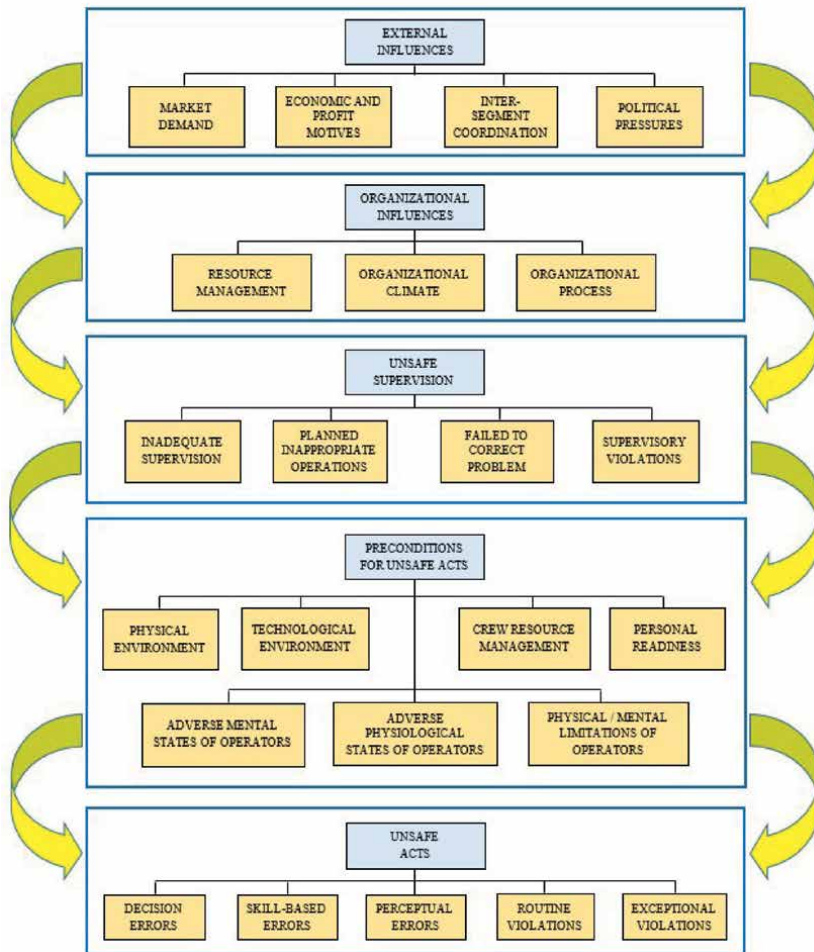 EXTERNAL
INFLUENCES
MARKET
DEMAND
ECONOMIC AND
PROFIT
MOTIVES
INTER-
SEGMENT
COORDINATION
POLITICAL
PRESSURES
ORGANIZATIONAL
INFLUENCES
RESOURCE
MANAGEMENT
ORGANIZATIONAL
CLIMATE
ORGANIZATIONAL
PROCESS
UNSAFE
SUPERVISION
INADEQUATE
SUPERVISION
PLANNED
INAPPROPRIATE
OPERATIONS
FAILED TO
CORRECT
PROBLEM
SUPERVISORY
VIOLATIONS
PRECONDITIONS
FOR UNSAFE ACTS
PHYSICAL
ENVIRONMENT
TECHNOLOGICAL
ENVIRONMENT
CREW RESOURCE
MANAGEMENT
PERSONAL
READINESS
ADVERSE MENTAL
STATES OF OPERATORS
ADVERSE
PHYSIOLOGICAL
STATES OF OPERATORS
PHYSICAL / MENTAL
LIMITATIONS OF
OPERATORS
UNSAFE
ACTS
DECISION
ERRORS
SKILL-BASED
ERRORS
PERCEPTUAL
ERRORS
ROUTINE
VIOLATIONS
EXCEPTIONAL
VIOLATIONS